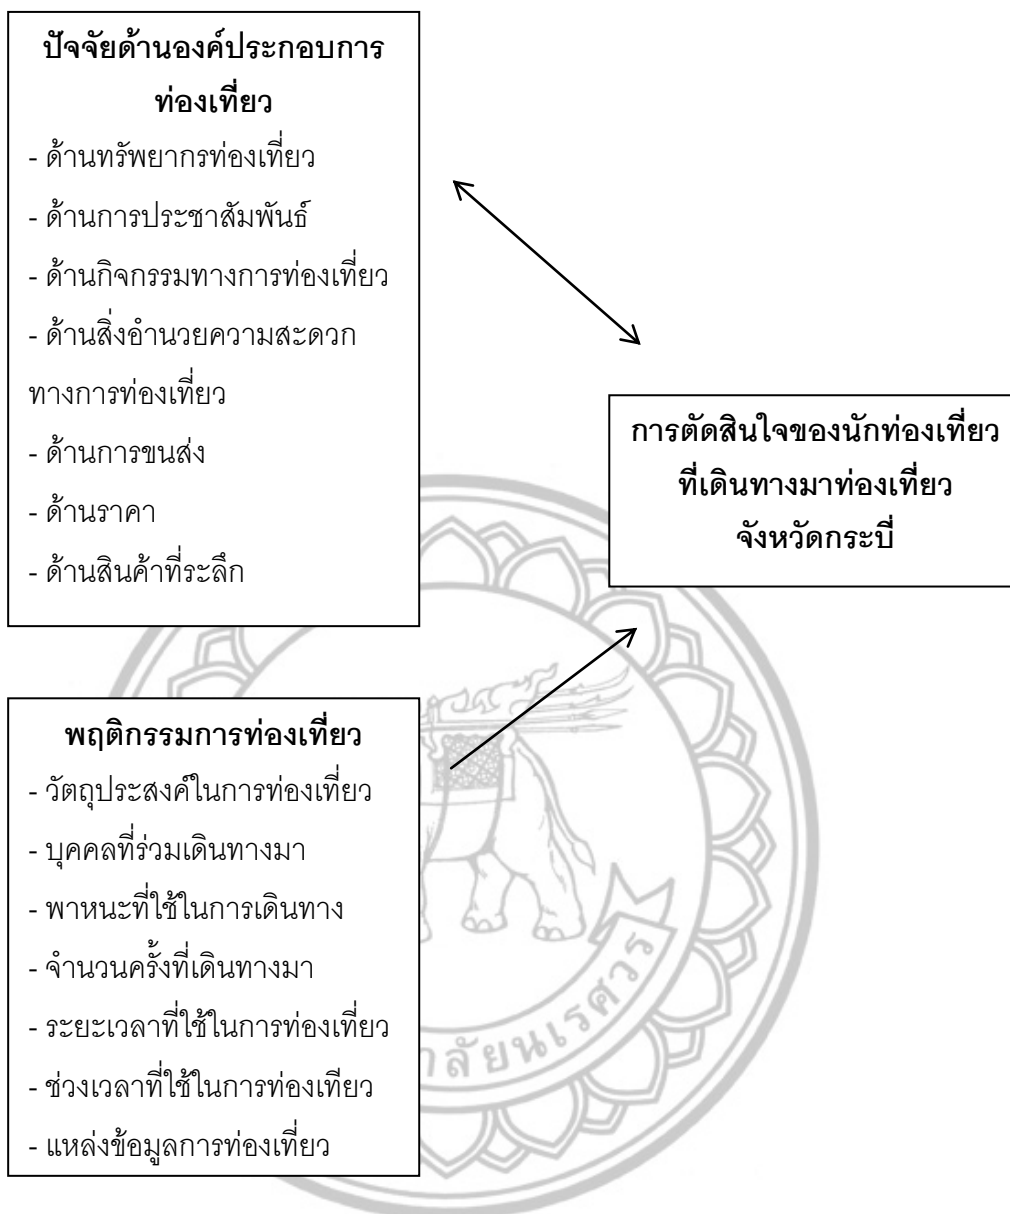 ปัจจัยด้านองค์ประกอบการ
ท่องเที่ยว
- ด้านทรัพยากรท่องเที่ยว
- ด้านการประชาสัมพันธ์
- ด้านกิจกรรมทางการท่องเที่ยว
- ด้านสิ่งอำนวยความสะดวก
ทางการท่องเที่ยว
- ด้านการขนส่ง
- ด้านราคา
- ด้านสินค้าที่ระลึก
การตัดสินใจของนักท่องเที่ยว
ที่เดินทางมาท่องเที่ยว
จังหวัดกระบี่
พฤติกรรมการท่องเที่ยว
- วัตถุประสงค์ในการท่องเที่ยว
- บุคคลที่ร่วมเดินทางมา
- พาหนะที่ใช้ในการเดินทาง
- จำนวนครั้งที่เดินทางมา
- ระยะเวลาที่ใช้ในการท่องเที่ยว
- ช่วงเวลาที่ใช้ในการท่องเทียว
- แหล่งข้อมูลการท่องเที่ยว
าลัยนเรศวร